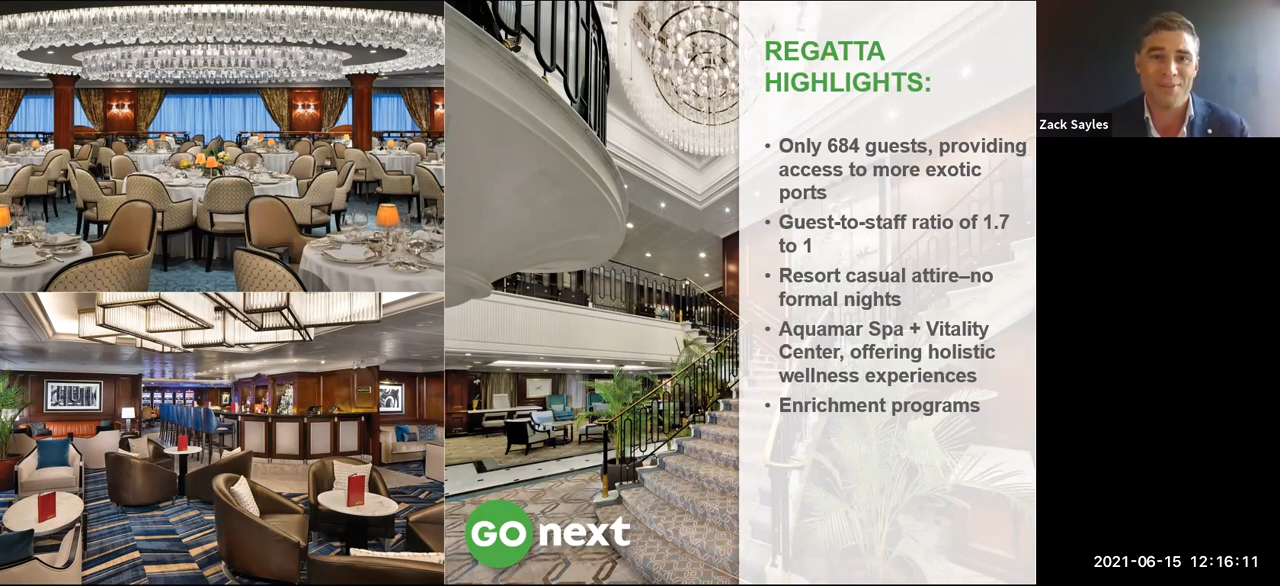 REGATTA
HIGHLIGHTS:
• Only 684 guests, providing
access to more exotic
ports
• Guest-to-staff ratio of 1.7
to 1
• Resort casual attire–no
formal nights
• Aquamar Spa + Vitality
Center, offering holistic
wellness experiences
• Enrichment programs
GO next
Zack Sayles
2021-06-15 12:16:11